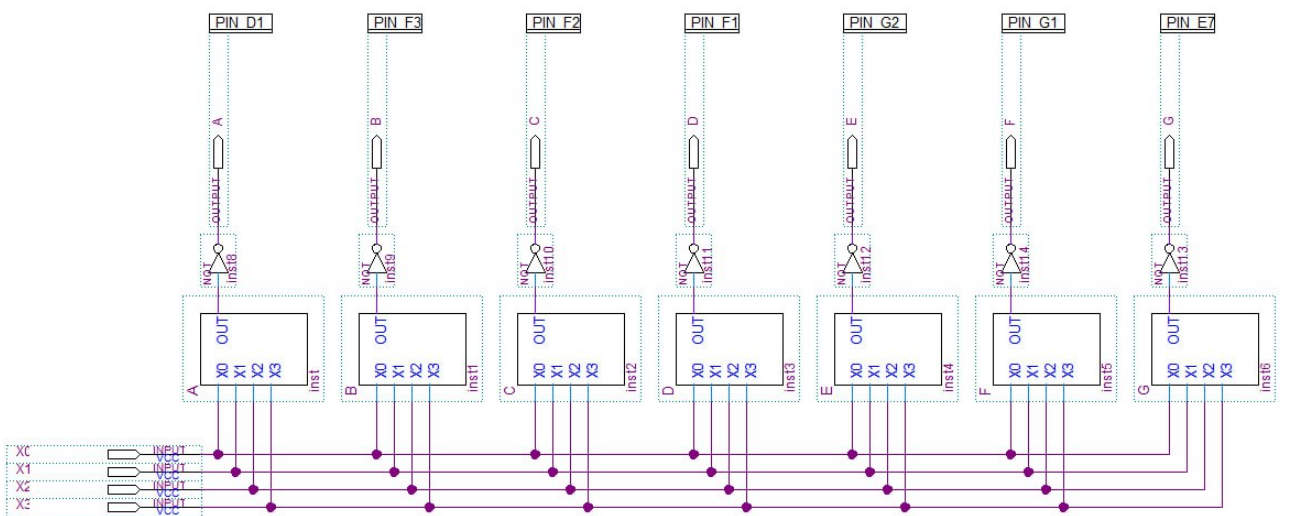 PIN_D1 PIN_F3 PIN_F2 PIN_F1 PIN_G2 PIN_G1 PIN_E7
A B C D E F G
OUTPUT OUTPUT OUTPUT OUTPUT OUTPUT OUTPUT OUTPUT
NOT inst8 NOT inst9 NOT inst10 NOT inst11 NOT inst12 NOT inst14 NOT inst13
OUT OUT OUT OUT OUT OUT OUT
A X0 X1 X2 X3 inst
B X0 X1 X2 X3 inst1
C X0 X1 X2 X3 inst2
D X0 X1 X2 X3 inst3
E X0 X1 X2 X3 inst4
F X0 X1 X2 X3 inst5
G X0 X1 X2 X3 inst6
X0 INPUT
VCC
X1 INPUT
VCC
X2 INPUT
VCC
X3 INPUT
VCC